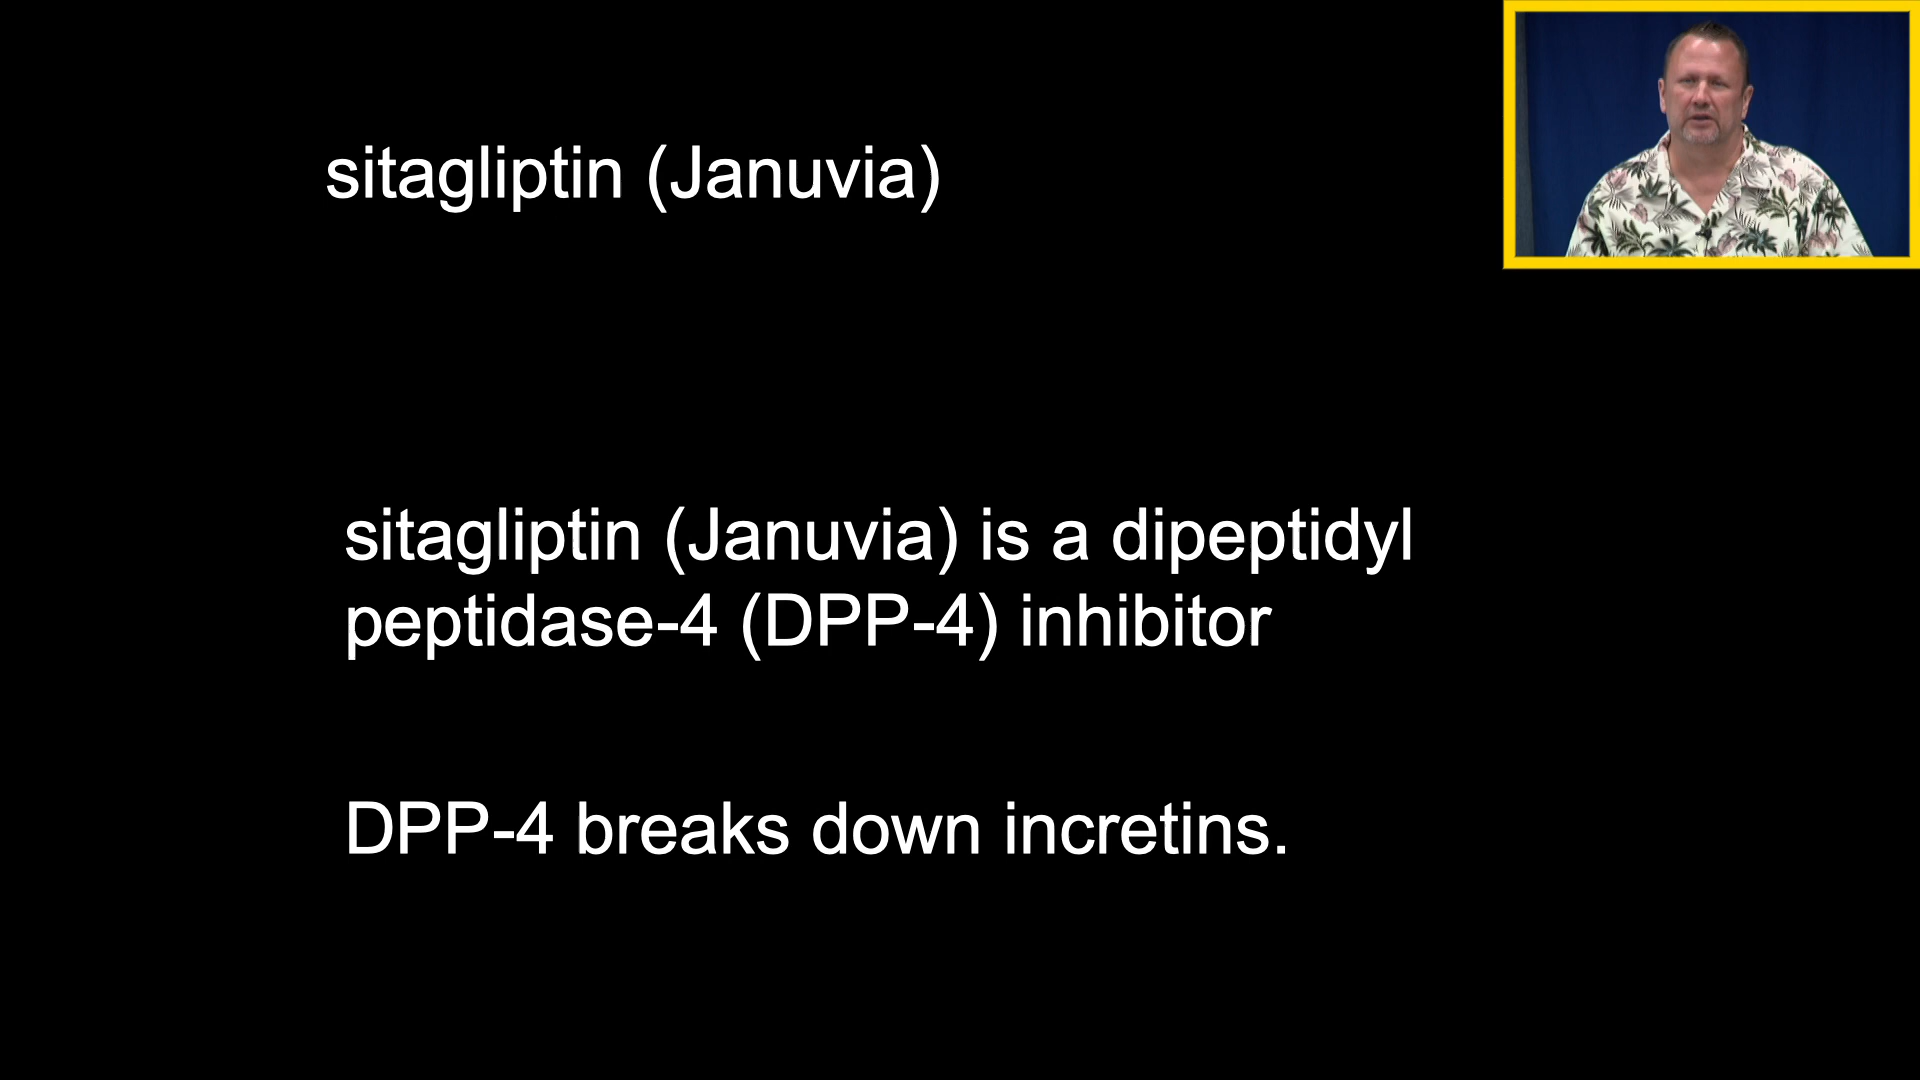 sitagliptin (Januvia)
sitagliptin (Januvia) is a dipeptidyl
peptidase-4 (DPP-4) inhibitor
DPP-4 breaks down incretins.